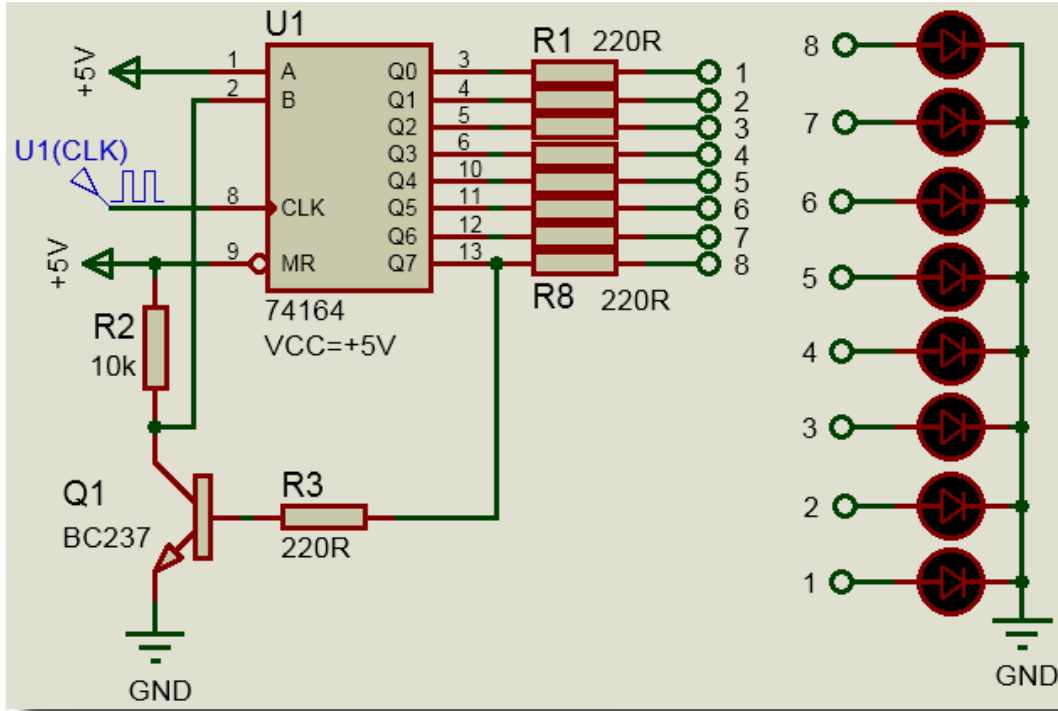 U1
+5V
1
A
2
B
U1(CLK)
8
CLK
+5V
9
MR
Q0
3
Q1
4
Q2
5
Q3
6
Q4
10
Q5
11
Q6
12
Q7
13
74164
VCC=+5V
R1 220R
1
2
3
4
5
6
7
8
R8 220R
R2
10k
Q1
BC237
R3
220R
GND
8
7
6
5
4
3
2
1
GND